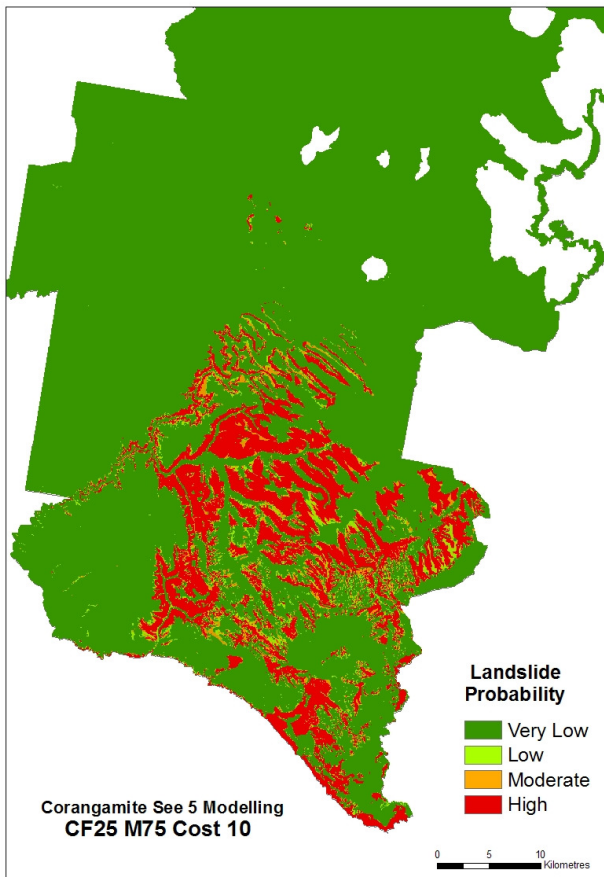 Landslide
Probability
Very Low
Low
Moderate
High
Corangamite See 5 Modelling
CF25 M75 Cost 10
0 5 10
Kilometres